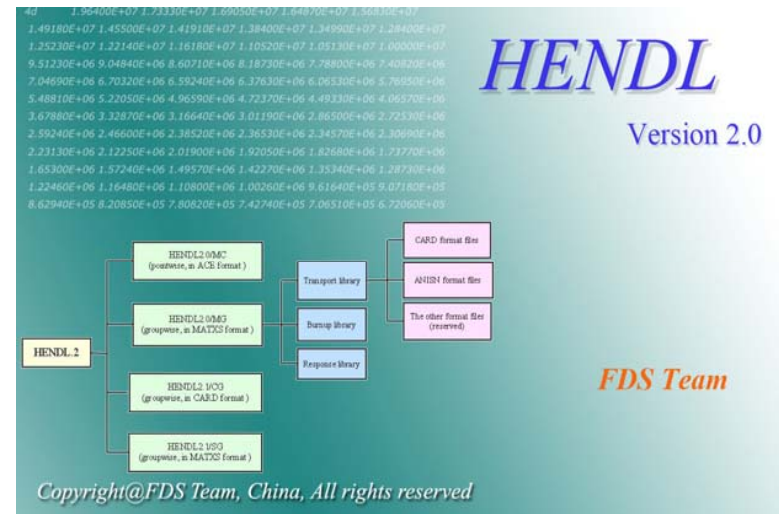 4d 1.96400E+07 1.73330E+07 1.69050E+07 1.64870E+07 1.56830E+07
1.49180E+07 1.45500E+07 1.41910E+07 1.38400E+07 1.34990E+07 1.28400E+07
1.25230E+07 1.22140E+07 1.16180E+07 1.10520E+07 1.05130E+07 1.00000E+07
9.51230E+06 9.04840E+06 8.60710E+06 8.18730E+06 7.78800E+06 7.40820E+06
7.04690E+06 6.70320E+06 6.59240E+06 6.37630E+06 6.06530E+06 5.76950E+06
5.48810E+06 5.22050E+06 4.96590E+06 4.72370E+06 4.49330E+06 4.06570E+06
3.67880E+06 3.32870E+06 3.16640E+06 3.01190E+06 2.86500E+06 2.72530E+06
2.59240E+06 2.46600E+06 2.38520E+06 2.36530E+06 2.34570E+06 2.30690E+06
2.23130E+06 2.12250E+06 2.01900E+06 1.92050E+06 1.82680E+06 1.73770E+06
1.65300E+06 1.57240E+06 1.49570E+06 1.42270E+06 1.35340E+06 1.28730E+06
1.22460E+06 1.16480E+06 1.10800E+06 1.00260E+06 9.61640E+05 9.07180E+05
8.62940E+05 8.20850E+05 7.80820E+05 7.42740E+05 7.06510E+05 6.72060E+05
HENDL
Version 2.0
HENDL.2
HENDL2.0/MC
(pointwise, in ACE format )
HENDL2.0/MG
(groupwise, in MATXS format )
HENDL2.1/CG
(groupwise, in CARD format )
HENDL2.1/SG
(groupwise, in MATXS format )
Transport library
Burnup library
Response library
CARD format files
ANISN format files
The other format files
(reserved)
FDS Team
Copyright@FDS Team, China, All rights reserved